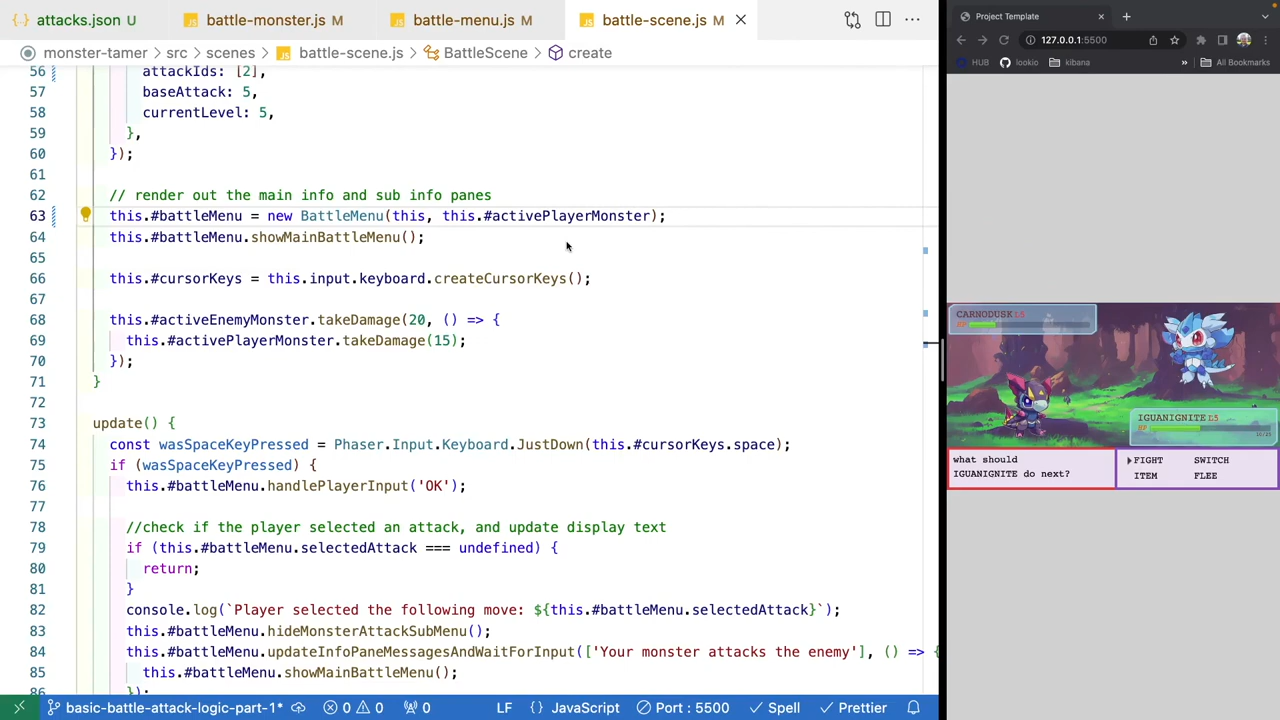 attacks.json U
battle-monster.js M
battle-menu.js M
battle-scene.js M
monster-tamer > src > scenes > battle-scene.js > BattleScene > create
56 attackIds: [2],
57 baseAttack: 5,
58 currentLevel: 5,
59 },
60 });
61
62 // render out the main info and sub info panes
63 this.#battleMenu = new BattleMenu(this, this.#activePlayerMonster);
64 this.#battleMenu.showMainBattleMenu();
65
66 this.#cursorKeys = this.input.keyboard.createCursorKeys();
67
68 this.#activeEnemyMonster.takeDamage(20, () => {
69 this.#activePlayerMonster.takeDamage(15);
70 });
71 }
72
73 update() {
74 const wasSpaceKeyPressed = Phaser.Input.Keyboard.JustDown(this.#cursorKeys.space);
75 if (wasSpaceKeyPressed) {
76 this.#battleMenu.handlePlayerInput('OK');
77
78 //check if the player selected an attack, and update display text
79 if (this.#battleMenu.selectedAttack === undefined) {
80 return;
81 }
82 console.log(`Player selected the following move: ${this.#battleMenu.selectedAttack}`);
83 this.#battleMenu.hideMonsterAttackSubMenu();
84 this.#battleMenu.updateInfoPaneMessagesAndWaitForInput(['Your monster attacks the enemy'], () => {
85 this.#battleMenu.showMainBattleMenu();
86 });
basic-battle-attack-logic-part-1* 0 0 0 LF {} JavaScript Port : 5500 Spell Prettier
Project Template
127.0.0.1:5500
HUB lookio kibana » All Bookmarks
CARNODUSK L5
HP
IGUANIGNITE L5
HP
10/25
what should
IGUANIGNITE do next?
FIGHT SWITCH
ITEM FLEE